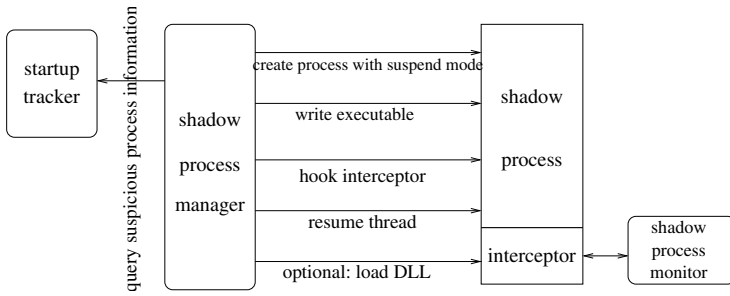 startup
tracker
query suspicious process information
shadow
process
manager
create process with suspend mode
write executable
hook interceptor
resume thread
optional: load DLL
shadow
process
interceptor
shadow
process
monitor